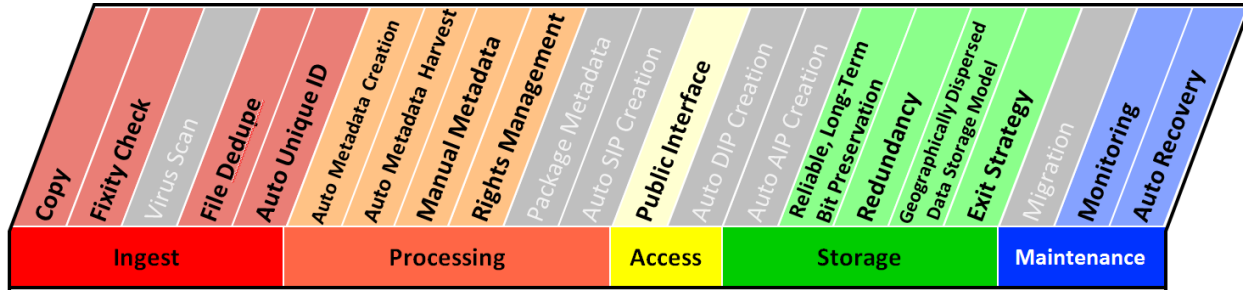 Copy
Fixity Check
Virus Scan
File Dedupe
Auto Unique ID
Auto Metadata Creation
Auto Metadata Harvest
Manual Metadata
Rights Management
Package Metadata
Auto SIP Creation
Public Interface
Auto DIP Creation
Auto AIP Creation
Reliable, Long-Term
Bit Preservation
Redundancy
Geographically Dispersed
Data Storage Model
Exit Strategy
Migration
Monitoring
Auto Recovery
Ingest
Processing
Access
Storage
Maintenance